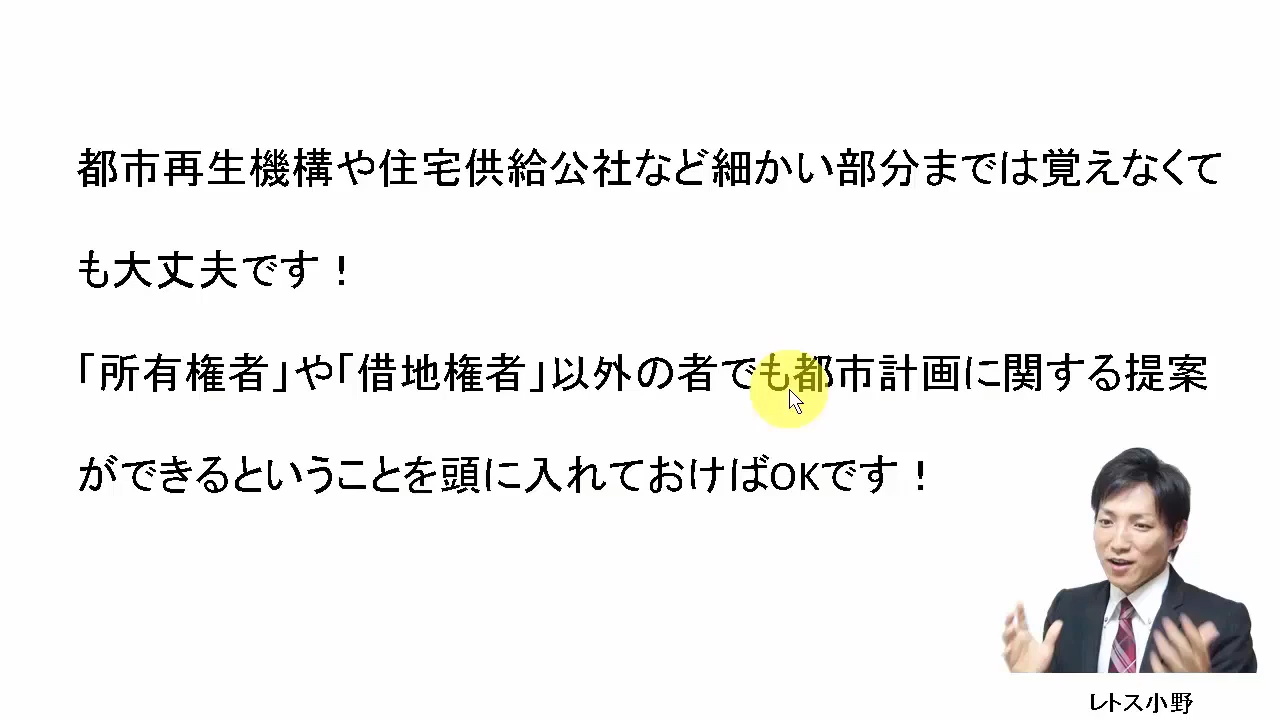 都市再生機構や住宅供給公社など細かい部分までは覚えなくて
も大丈夫です！
「所有権者」や「借地権者」以外の者でも都市計画に関する提案
ができるということを頭に入れておけばOKです！
レトス小野